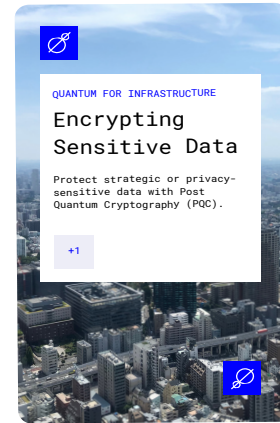 QUANTUM FOR INFRASTRUCTURE
Encrypting
Sensitive Data
Protect strategic or privacy-
sensitive data with Post
Quantum Cryptography (PQC).
+1